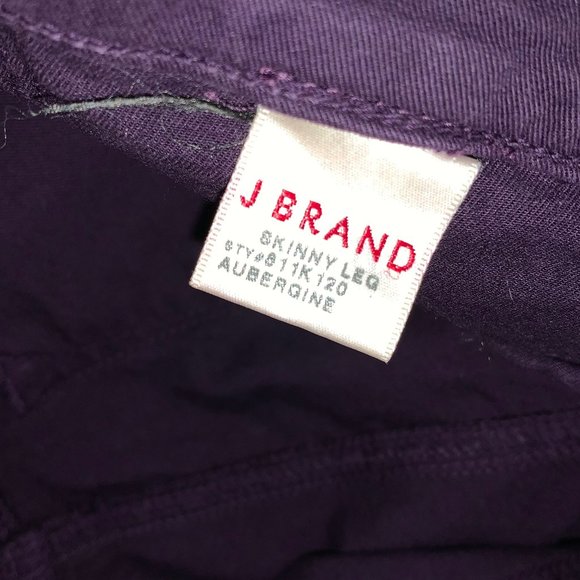 J BRAND
SKINNY LEG
STY#811K120
AUBERGINE